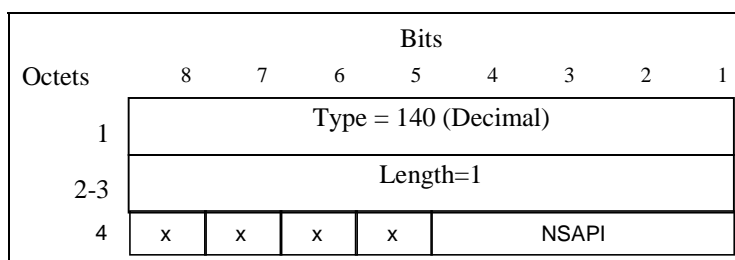 Bits
Octets 8 7 6 5 4 3 2 1
1 Type = 140 (Decimal)
2-3 Length=1
4 x x x x NSAPI